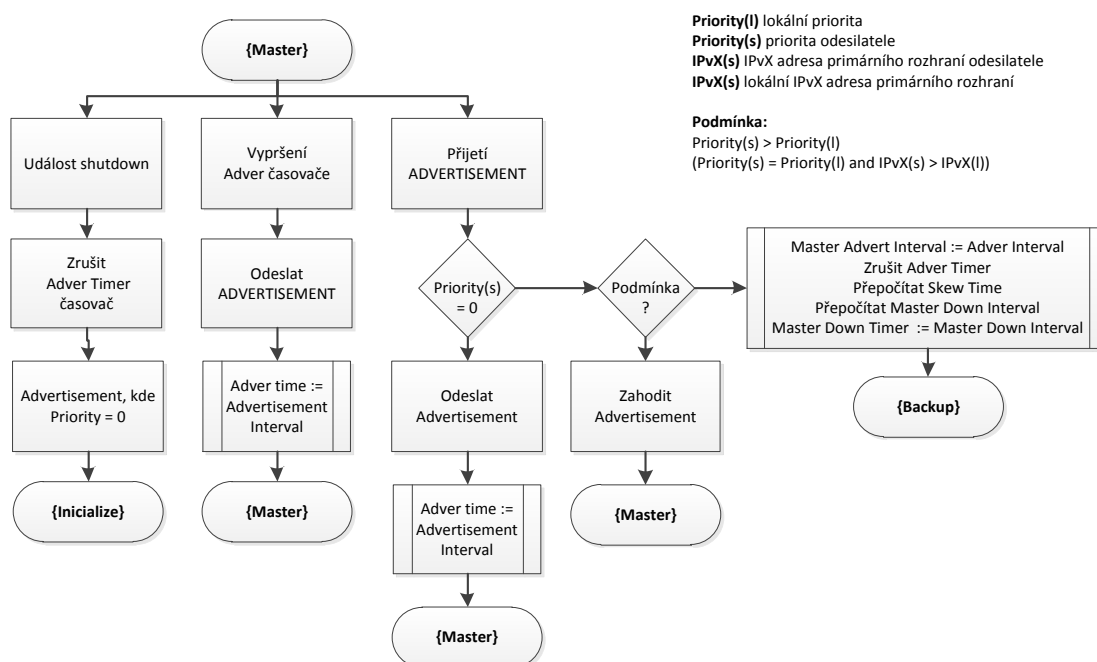 Priority(l) lokální priorita
Priority(s) priorita odesilatele
IPvX(s) IPvX adresa primárního rozhraní odesilatele
IPvX(s) lokální IPvX adresa primárního rozhraní
Podmínka:
Priority(s) > Priority(l)
(Priority(s) = Priority(l) and IPvX(s) > IPvX(l))
{Master}
Událost shutdown
Zrušit
Adver Timer
časovač
Advertisement, kde
Priority = 0
{Inicialize}
Vypršení
Adver časovače
Odeslat
ADVERTISEMENT
Adver time :=
Advertisement
Interval
{Master}
Přijetí
ADVERTISEMENT
Priority(s)
= 0
Odeslat
Advertisement
Adver time :=
Advertisement
Interval
{Master}
Podmínka
?
Zahodit
Advertisement
{Master}
Master Advert Interval := Adver Interval
Zrušit Adver Timer
Přepočítat Skew Time
Přepočítat Master Down Interval
Master Down Timer := Master Down Interval
{Backup}